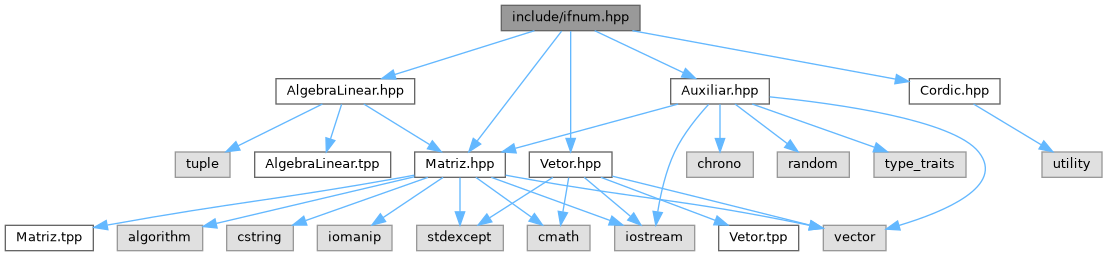 include/ifnum.hpp
AlgebraLinear.hpp
Auxiliar.hpp
Cordic.hpp
tuple
AlgebraLinear.tpp
Matriz.hpp
Vetor.hpp
chrono
random
type_traits
utility
Matriz.tpp
algorithm
cstring
iomanip
stdexcept
cmath
iostream
Vetor.tpp
vector